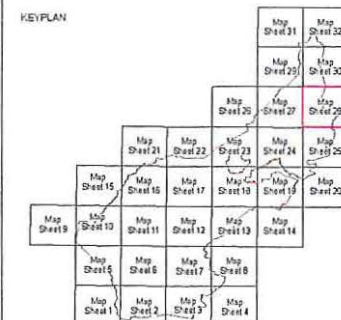 KEYPLAN
Map
Sheet 31
Map
Sheet 32
Map
Sheet 29
Map
Sheet 30
Map
Sheet 26
Map
Sheet 27
Map
Sheet 28
Map
Sheet 21
Map
Sheet 22
Map
Sheet 23
Map
Sheet 24
Map
Sheet 25
Map
Sheet 15
Map
Sheet 16
Map
Sheet 17
Map
Sheet 18
Map
Sheet 19
Map
Sheet 20
Map
Sheet 9
Map
Sheet 10
Map
Sheet 11
Map
Sheet 12
Map
Sheet 13
Map
Sheet 14
Map
Sheet 5
Map
Sheet 6
Map
Sheet 7
Map
Sheet 8
Map
Sheet 1
Map
Sheet 2
Map
Sheet 3
Map
Sheet 4